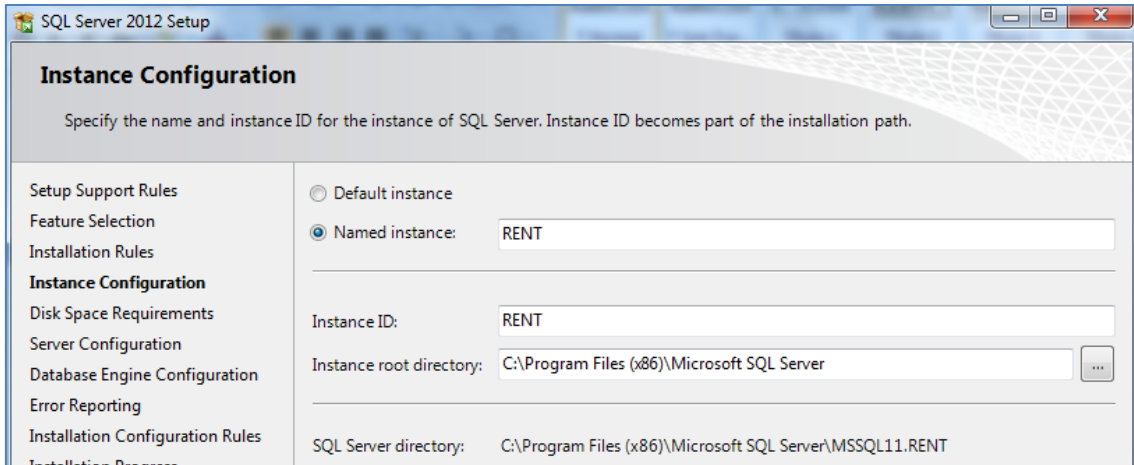 SQL Server 2012 Setup
Instance Configuration
Specify the name and instance ID for the instance of SQL Server. Instance ID becomes part of the installation path.
Setup Support Rules
Feature Selection
Installation Rules
Instance Configuration
Disk Space Requirements
Server Configuration
Database Engine Configuration
Error Reporting
Installation Configuration Rules
Installation Progress
Default instance
Named instance: RENT
Instance ID: RENT
Instance root directory: C:\Program Files (x86)\Microsoft SQL Server ...
SQL Server directory: C:\Program Files (x86)\Microsoft SQL Server\MSSQL11.RENT